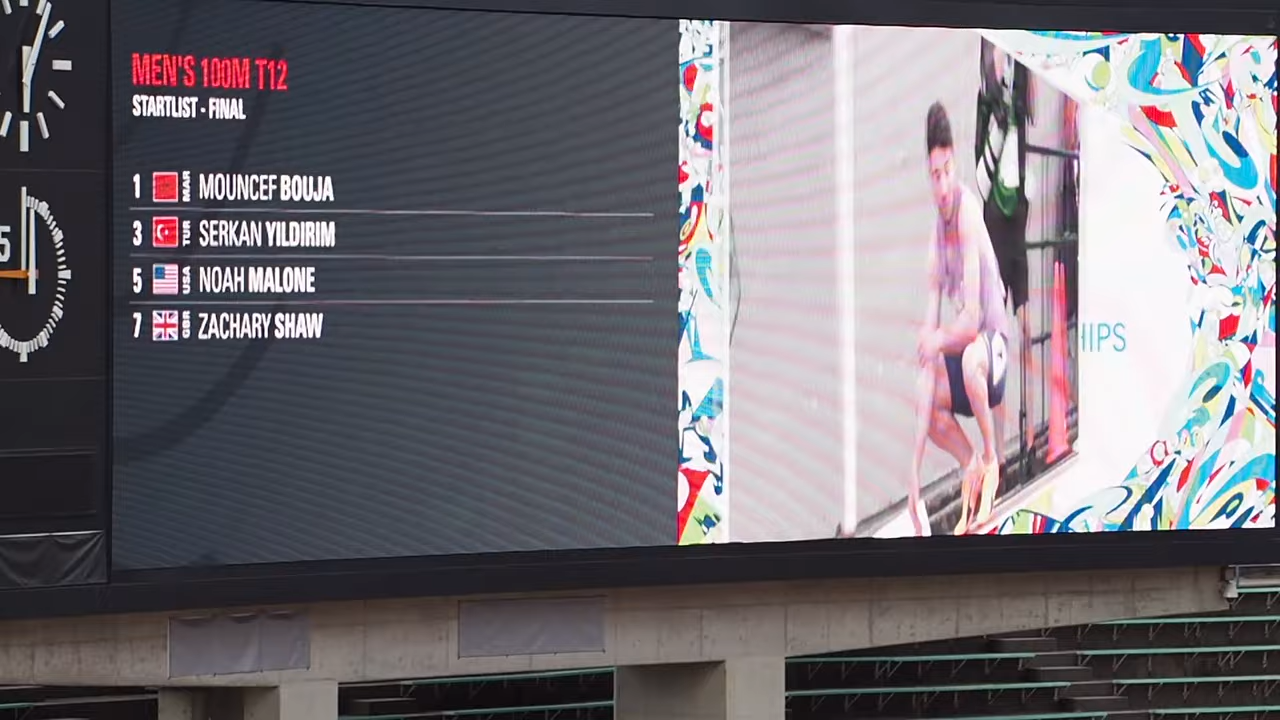 MEN'S 100M T12
STARTLIST - FINAL
1 MAR MOUNCEF BOUJA
3 TUR SERKAN YILDIRIM
5 USA NOAH MALONE
7 GBR ZACHARY SHAW
HIPS
5